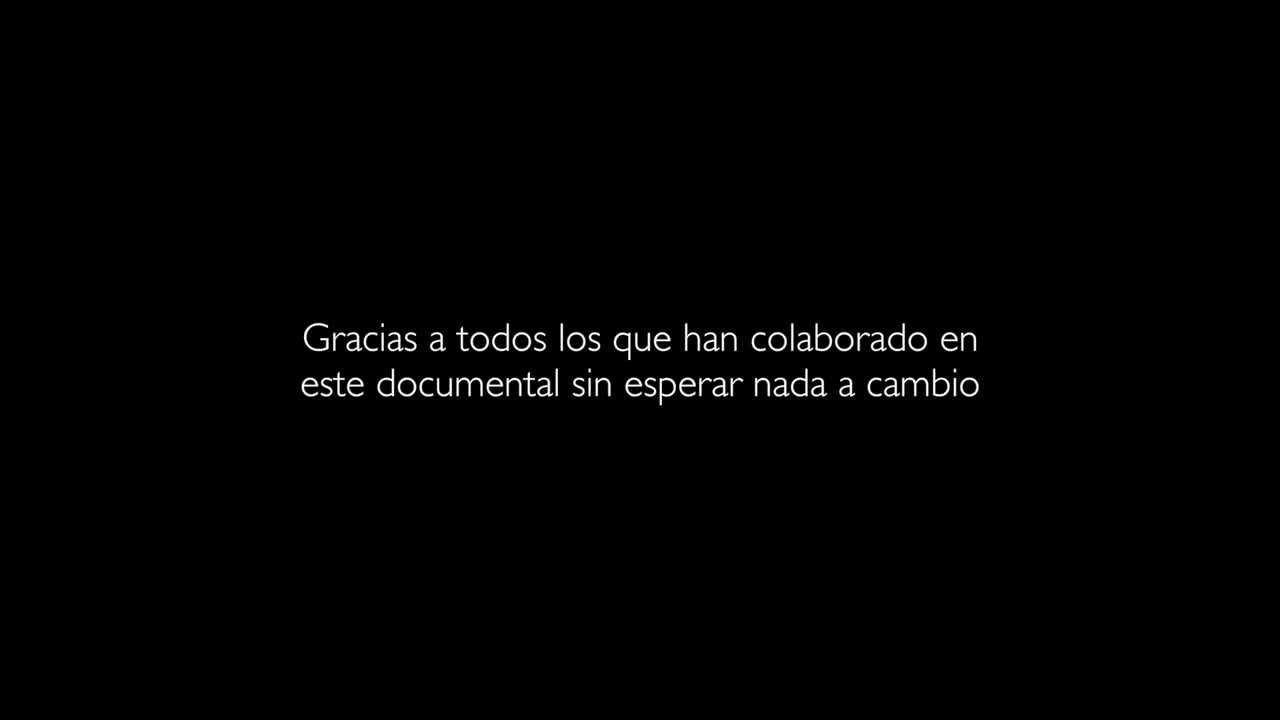 Gracias a todos los que han colaborado en
este documental sin esperar nada a cambio